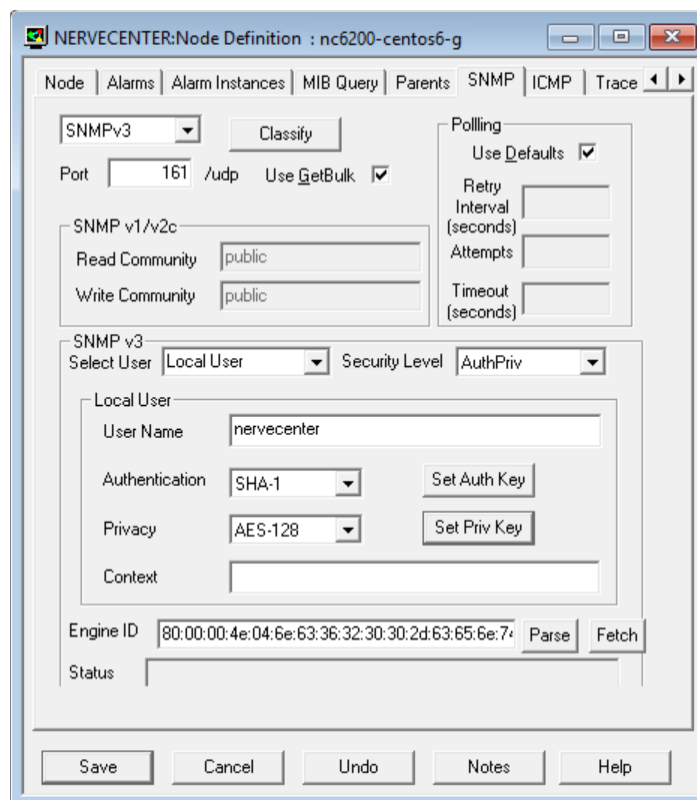 NERVECENTER:Node Definition : nc6200-centos6-g
Node Alarms Alarm Instances MIB Query Parents SNMP ICMP Trace
SNMPv3 Classify
Port 161 /udp Use GetBulk
Pollling
Use Defaults
Retry
Interval
(seconds)
Attempts
Timeout
(seconds)
SNMP v1/v2c
Read Community public
Write Community public
SNMP v3
Select User Local User Security Level AuthPriv
Local User
User Name nervecenter
Authentication SHA-1 Set Auth Key
Privacy AES-128 Set Priv Key
Context
Engine ID 80:00:00:4e:04:6e:63:36:32:30:30:2d:63:65:6e:74 Parse Fetch
Status
Save Cancel Undo Notes Help